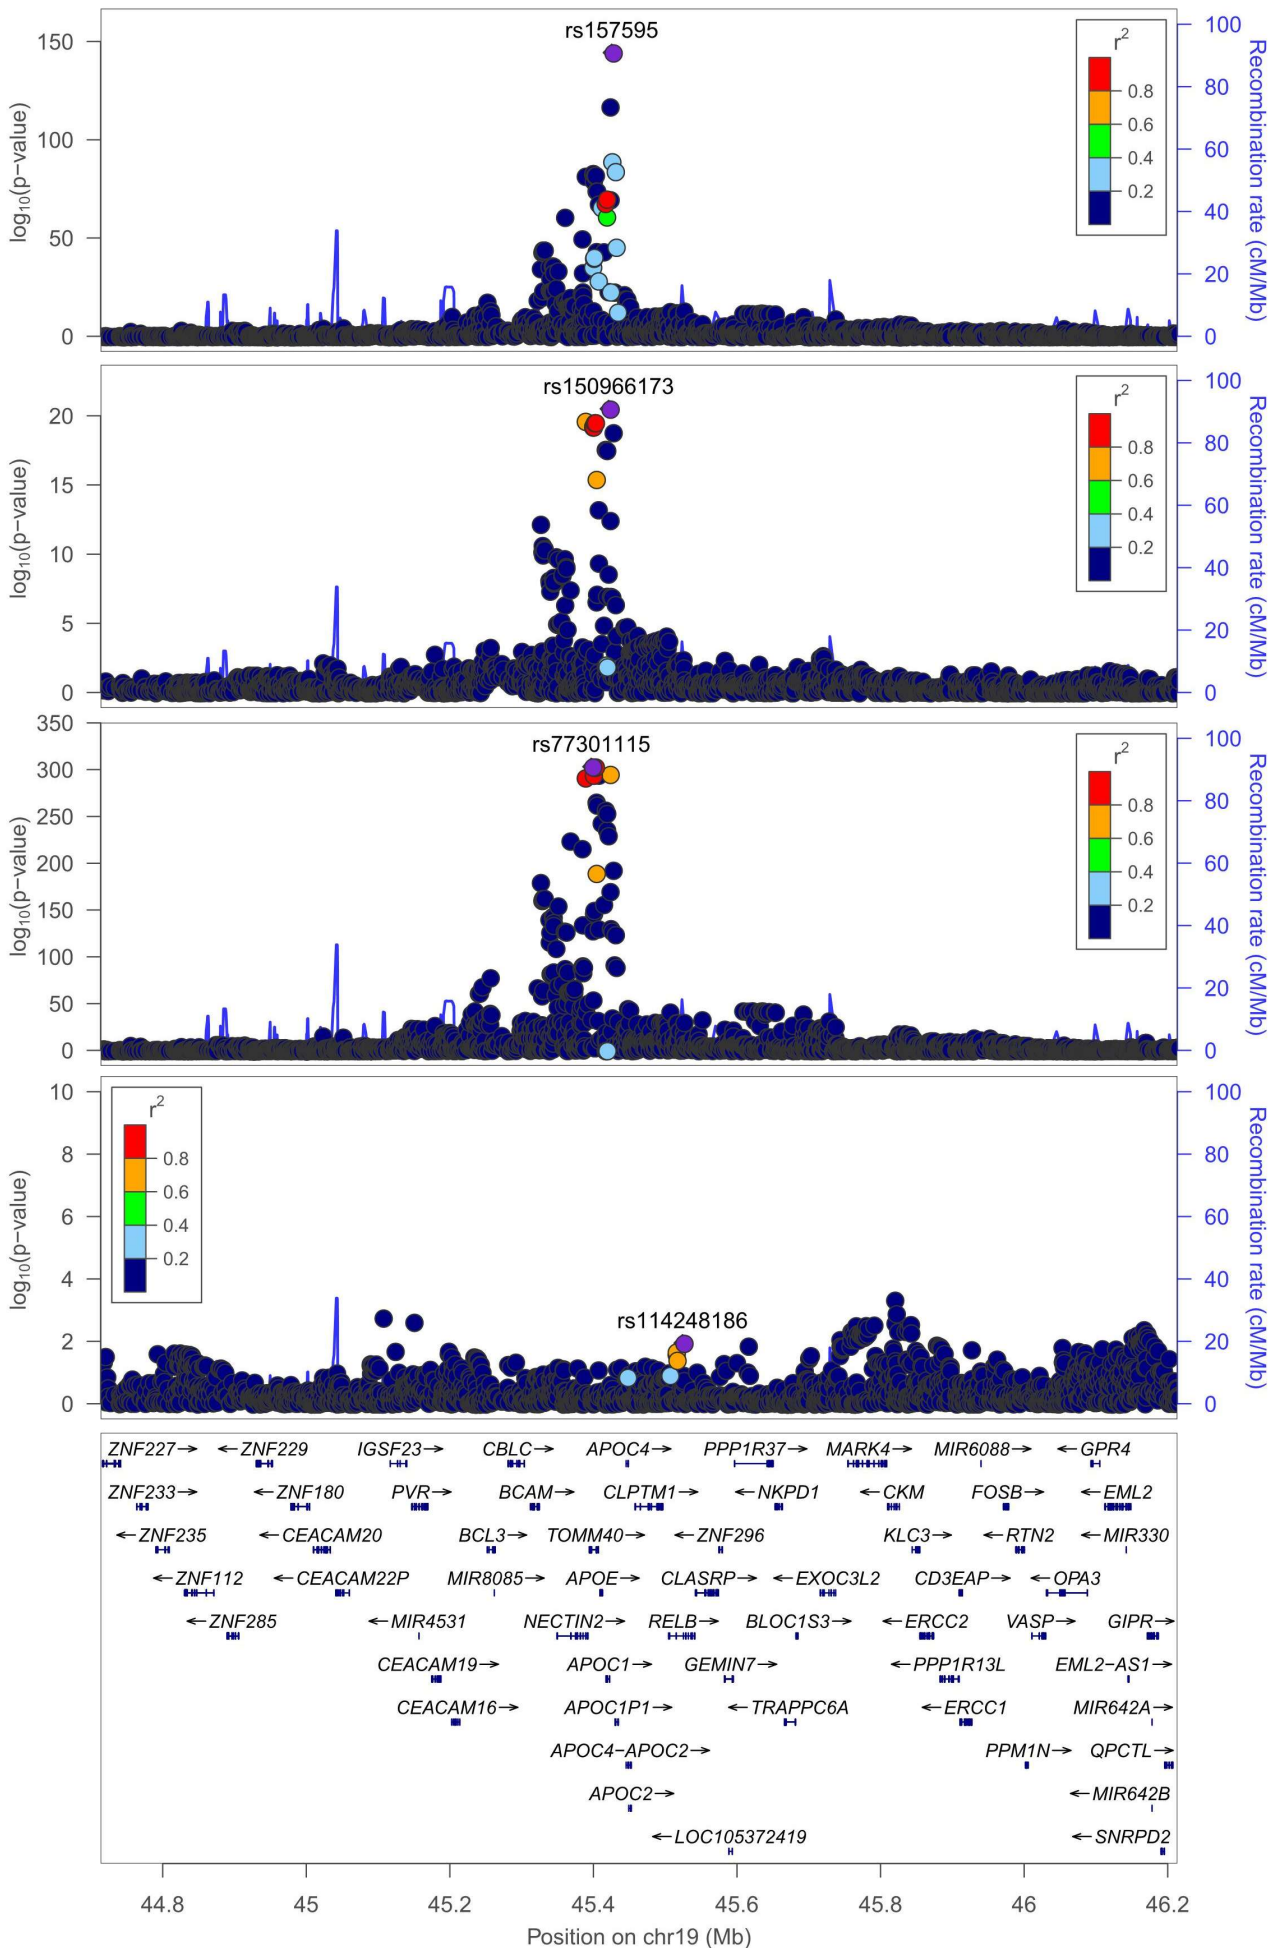 rs157595
log10(p−value)
150
100
50
0
r2
0.8
0.6
0.4
0.2
100
80
60
40
20
0
Recombination rate (cM/Mb)
rs150966173
log10(p−value)
20
15
10
5
0
r2
0.8
0.6
0.4
0.2
100
80
60
40
20
0
Recombination rate (cM/Mb)
rs77301115
log10(p−value)
350
300
250
200
150
100
50
0
r2
0.8
0.6
0.4
0.2
100
80
60
40
20
0
Recombination rate (cM/Mb)
rs114248186
log10(p−value)
10
8
6
4
2
0
r2
0.8
0.6
0.4
0.2
100
80
60
40
20
0
Recombination rate (cM/Mb)
ZNF227→ ←ZNF229 IGSF23→ CBLC→ APOC4→ PPP1R37→ MARK4→ MIR6088→ ←GPR4
ZNF233→ ←ZNF180 PVR→ BCAM→ CLPTM1→ ←NKPD1 ←CKM FOSB→ ←EML2
←ZNF235 ←CEACAM20 BCL3→ TOMM40→ ←ZNF296 KLC3→ ←RTN2 ←MIR330
←ZNF112 ←CEACAM22P MIR8085→ APOE→ CLASRP→ ←EXOC3L2 CD3EAP→ ←OPA3
←ZNF285 ←MIR4531 NECTIN2→ RELB→ BLOC1S3→ ←ERCC2 VASP→ GIPR→
CEACAM19→ APOC1→ GEMIN7→ ←PPP1R13L EML2−AS1→
CEACAM16→ APOC1P1→ ←TRAPPC6A ←ERCC1 MIR642A→
APOC4−APOC2→ PPM1N→ QPCTL→
APOC2→ ←MIR642B
←LOC105372419 ←SNRPD2
44.8 45 45.2 45.4 45.6 45.8 46 46.2
Position on chr19 (Mb)